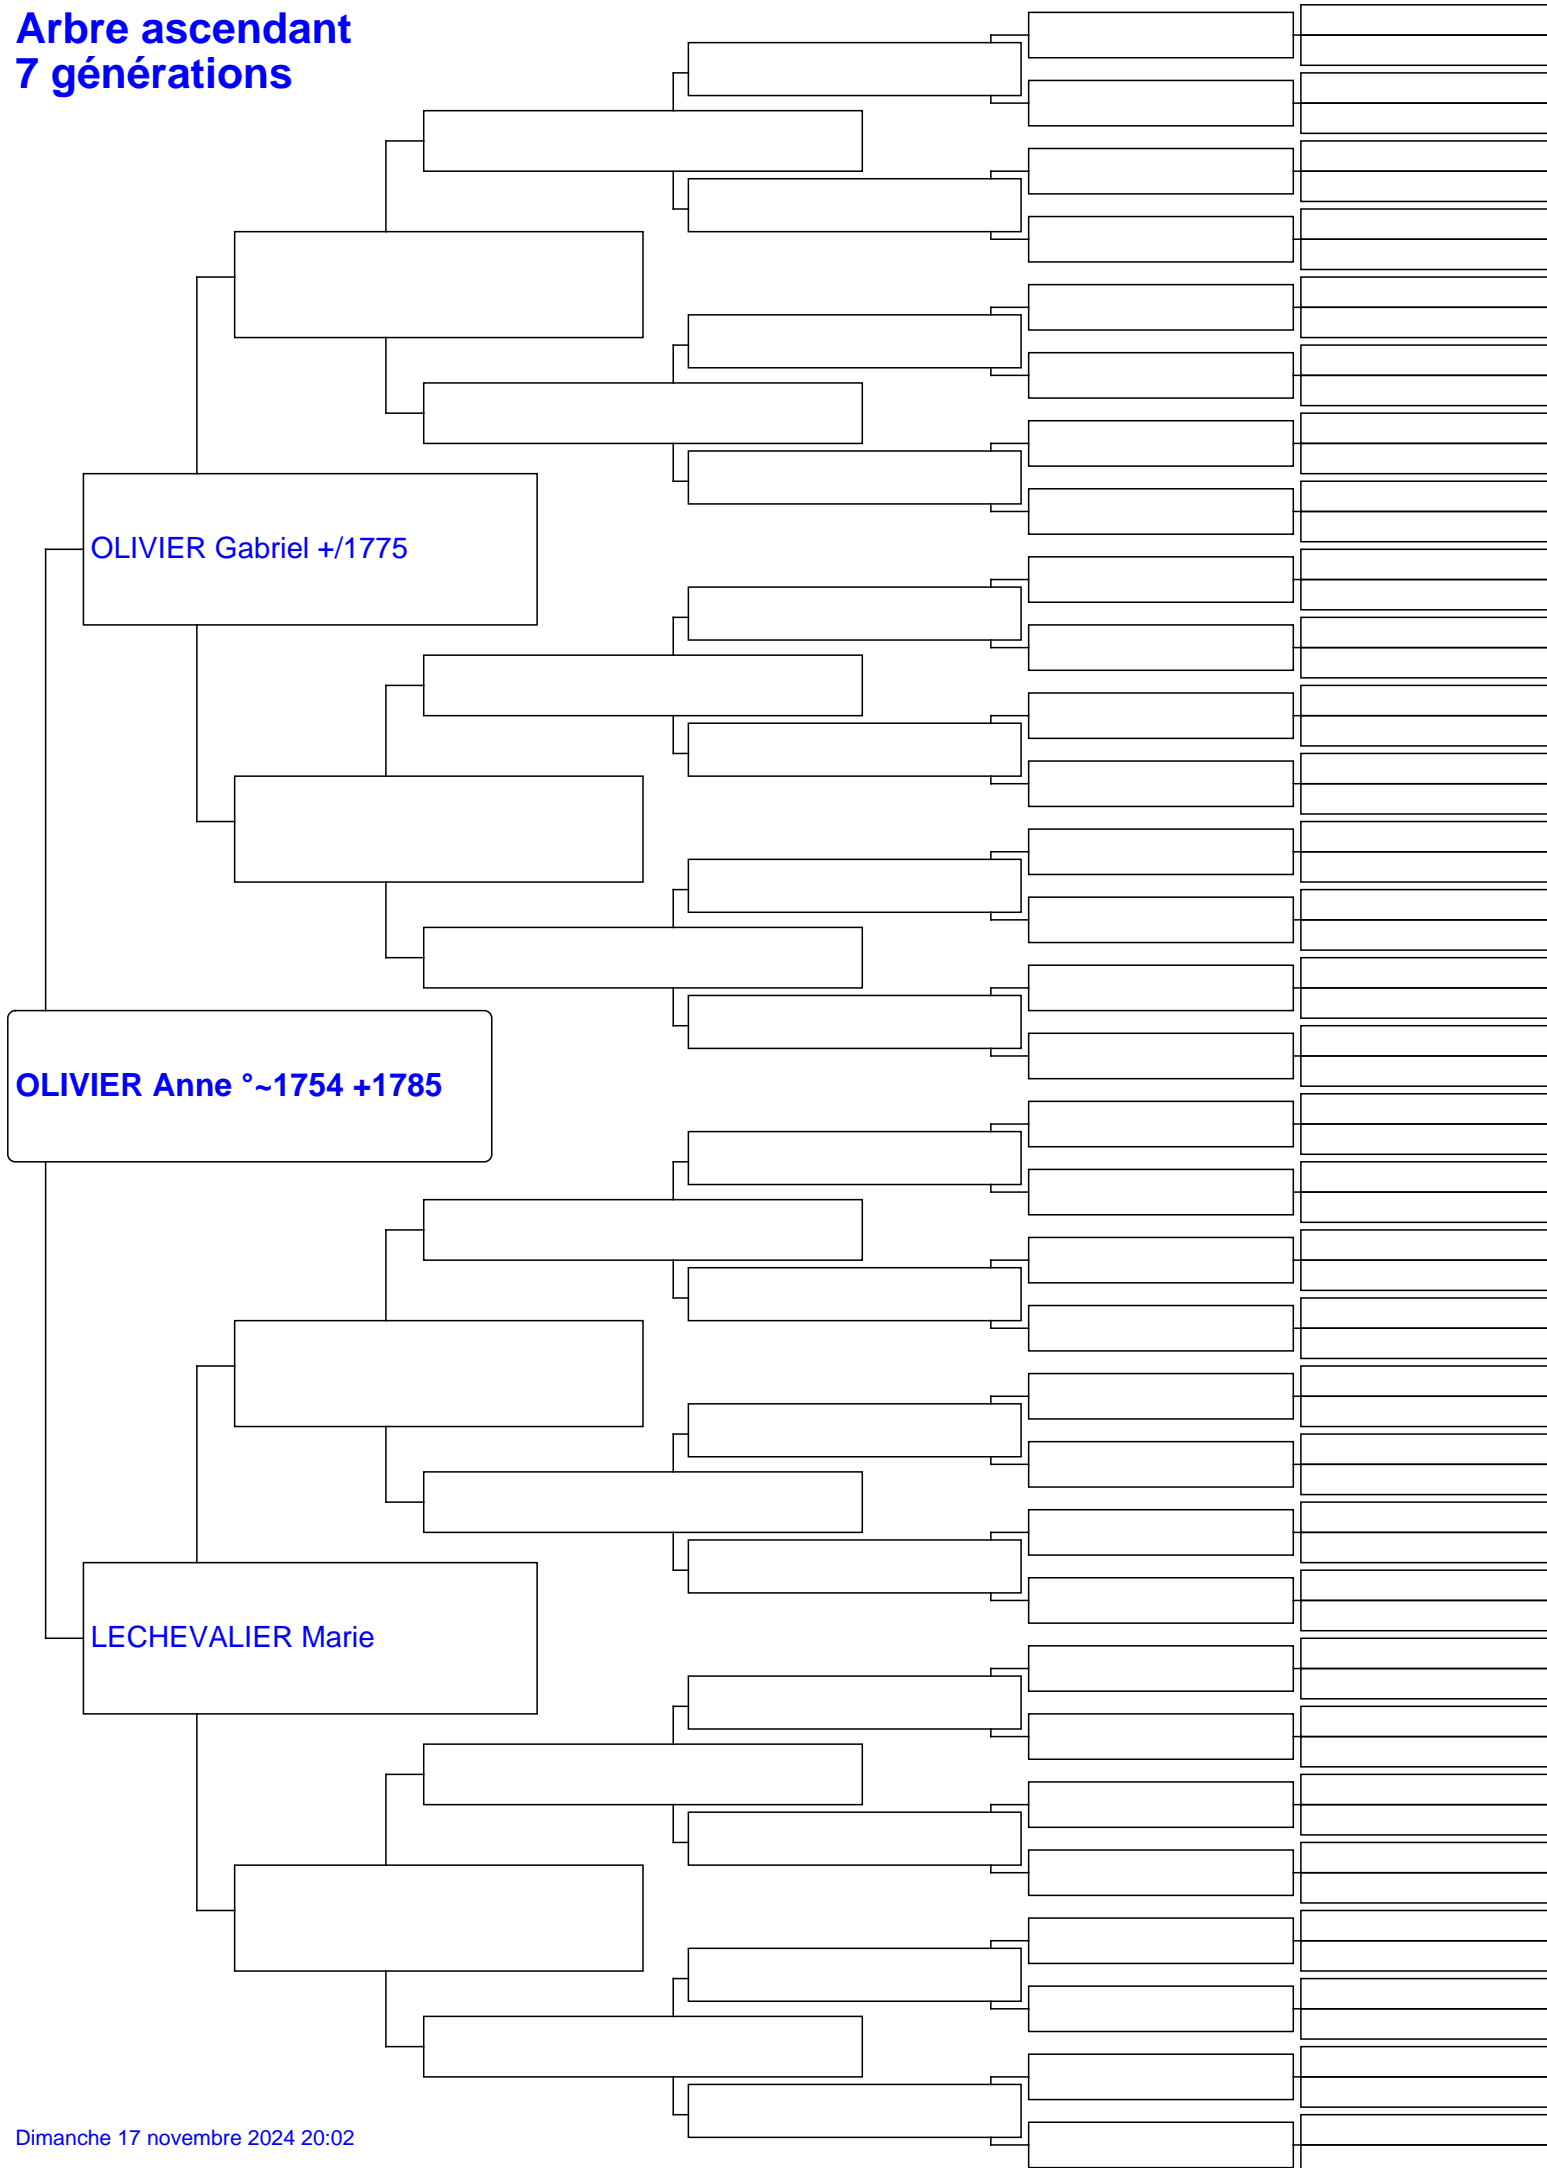 Arbre ascendant
7 générations
OLIVIER Gabriel +/1775
OLIVIER Anne °~1754 +1785
LECHEVALIER Marie
Dimanche 17 novembre 2024 20:02